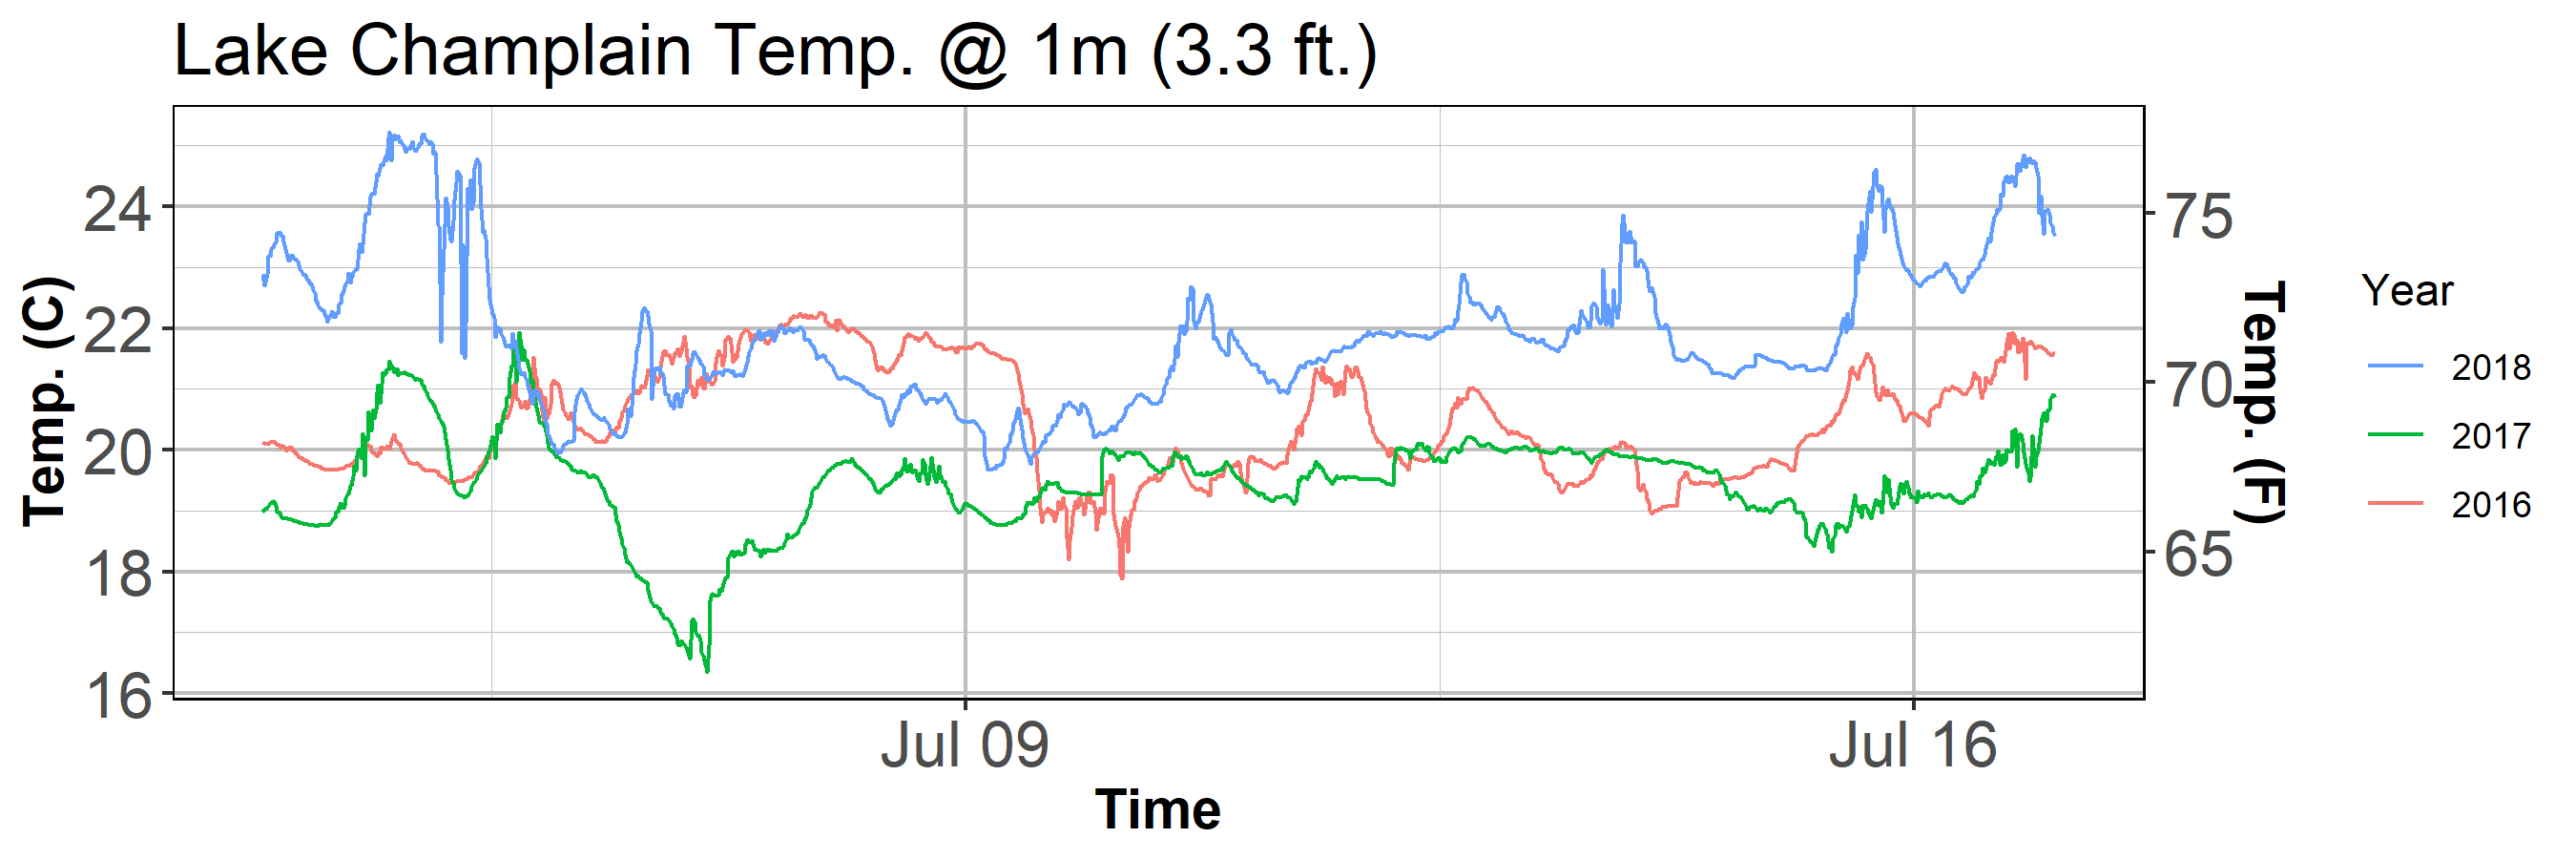 Lake Champlain Temp. @ 1m (3.3 ft.)
Temp. (C)
24
22
20
18
16
75
70
65
Temp. (F)
Jul 09
Jul 16
Time
Year
2018
2017
2016